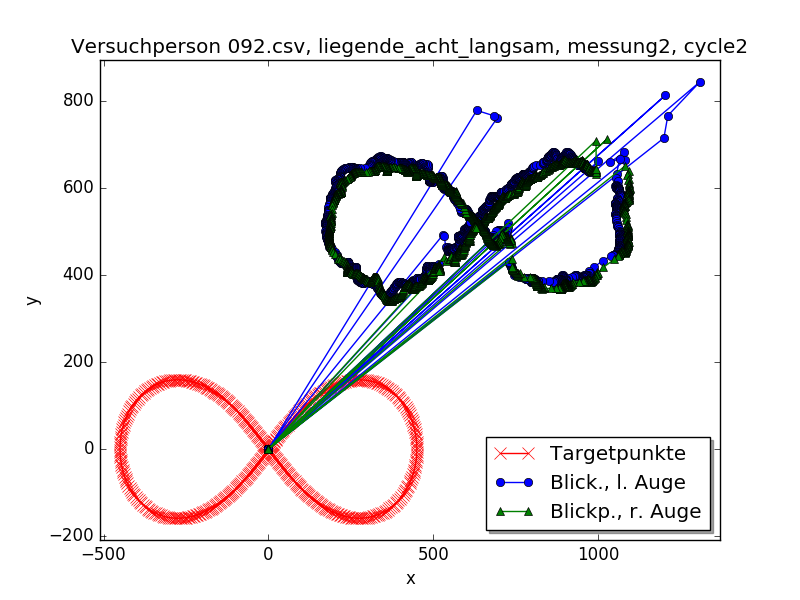 Versuchperson 092.csv, liegende_acht_langsam, messung2, cycle2
800
600
400
200
0
−200
y
−500
0
500
1000
x
Targetpunkte
Blick., l. Auge
Blickp., r. Auge